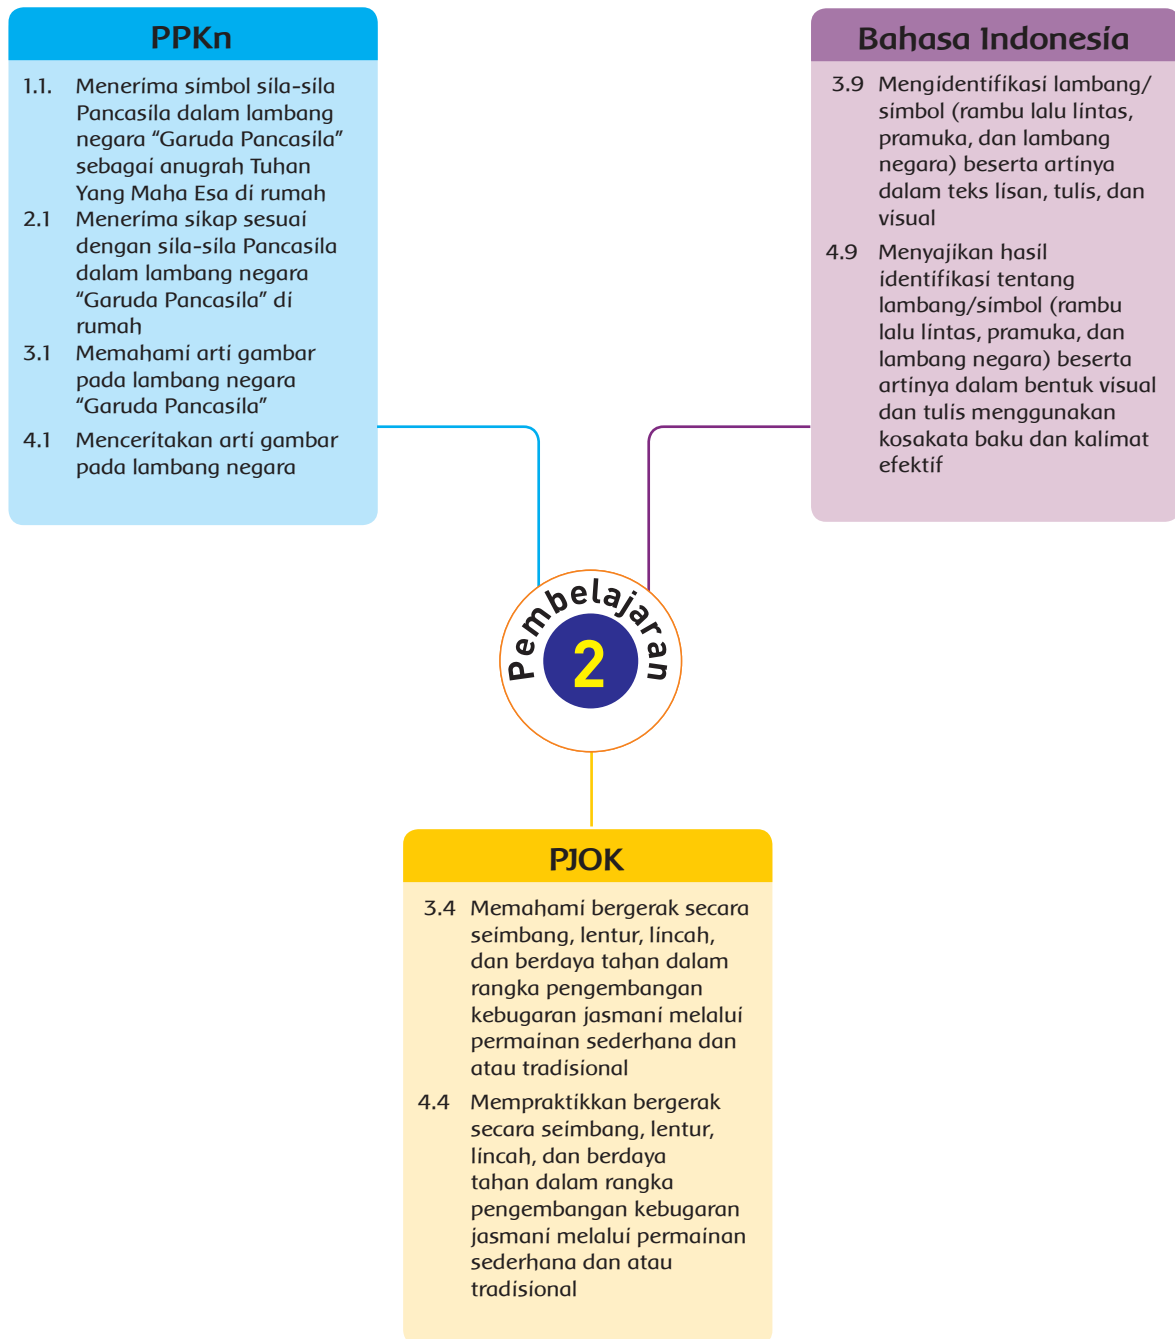 PPKn
1.1. Menerima simbol sila-sila
Pancasila dalam lambang
negara “Garuda Pancasila”
sebagai anugrah Tuhan
Yang Maha Esa di rumah
2.1 Menerima sikap sesuai
dengan sila-sila Pancasila
dalam lambang negara
“Garuda Pancasila” di
rumah
3.1 Memahami arti gambar
pada lambang negara
“Garuda Pancasila”
4.1 Menceritakan arti gambar
pada lambang negara
Bahasa Indonesia
3.9 Mengidentifikasi lambang/
simbol (rambu lalu lintas,
pramuka, dan lambang
negara) beserta artinya
dalam teks lisan, tulis, dan
visual
4.9 Menyajikan hasil
identifikasi tentang
lambang/simbol (rambu
lalu lintas, pramuka, dan
lambang negara) beserta
artinya dalam bentuk visual
dan tulis menggunakan
kosakata baku dan kalimat
efektif
Pembelajaran
2
PJOK
3.4 Memahami bergerak secara
seimbang, lentur, lincah,
dan berdaya tahan dalam
rangka pengembangan
kebugaran jasmani melalui
permainan sederhana dan
atau tradisional
4.4 Mempraktikkan bergerak
secara seimbang, lentur,
lincah, dan berdaya
tahan dalam rangka
pengembangan kebugaran
jasmani melalui permainan
sederhana dan atau
tradisional